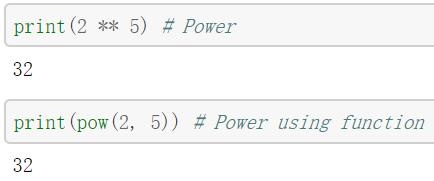 print(2 ** 5) # Power
32
print(pow(2, 5)) # Power using function
32